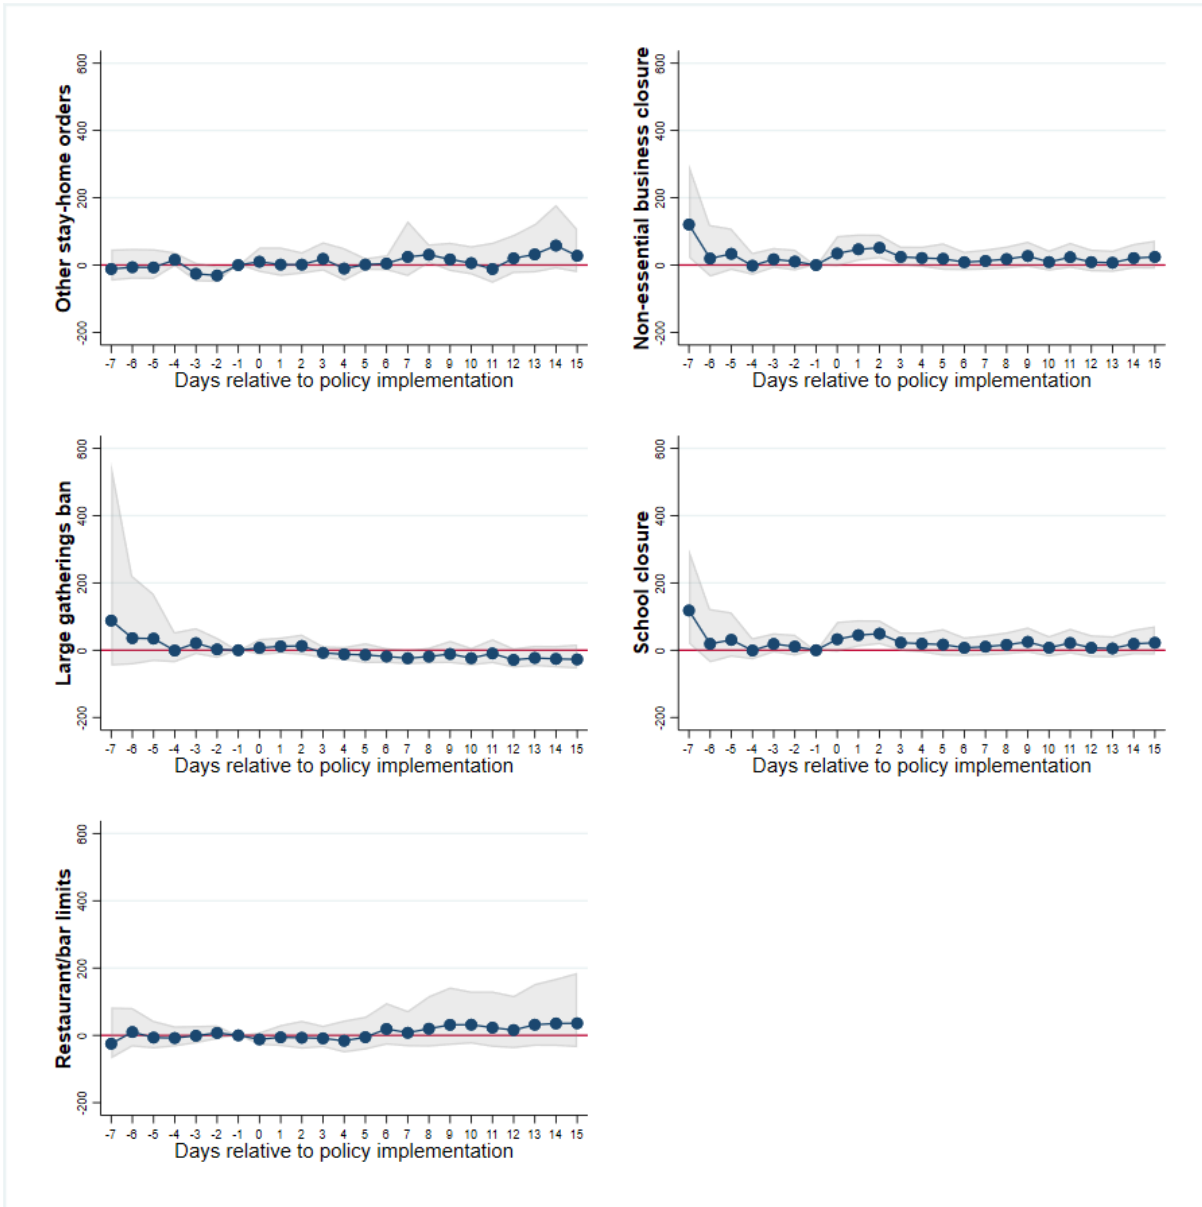 Other stay-home orders
600
400
200
0
-200
-7 -6 -5 -4 -3 -2 -1 0 1 2 3 4 5 6 7 8 9 10 11 12 13 14 15
Days relative to policy implementation
Non-essential business closure
600
400
200
0
-200
-7 -6 -5 -4 -3 -2 -1 0 1 2 3 4 5 6 7 8 9 10 11 12 13 14 15
Days relative to policy implementation
Large gatherings ban
600
400
200
0
-200
-7 -6 -5 -4 -3 -2 -1 0 1 2 3 4 5 6 7 8 9 10 11 12 13 14 15
Days relative to policy implementation
School closure
600
400
200
0
-200
-7 -6 -5 -4 -3 -2 -1 0 1 2 3 4 5 6 7 8 9 10 11 12 13 14 15
Days relative to policy implementation
Restaurant/bar limits
600
400
200
0
-200
-7 -6 -5 -4 -3 -2 -1 0 1 2 3 4 5 6 7 8 9 10 11 12 13 14 15
Days relative to policy implementation